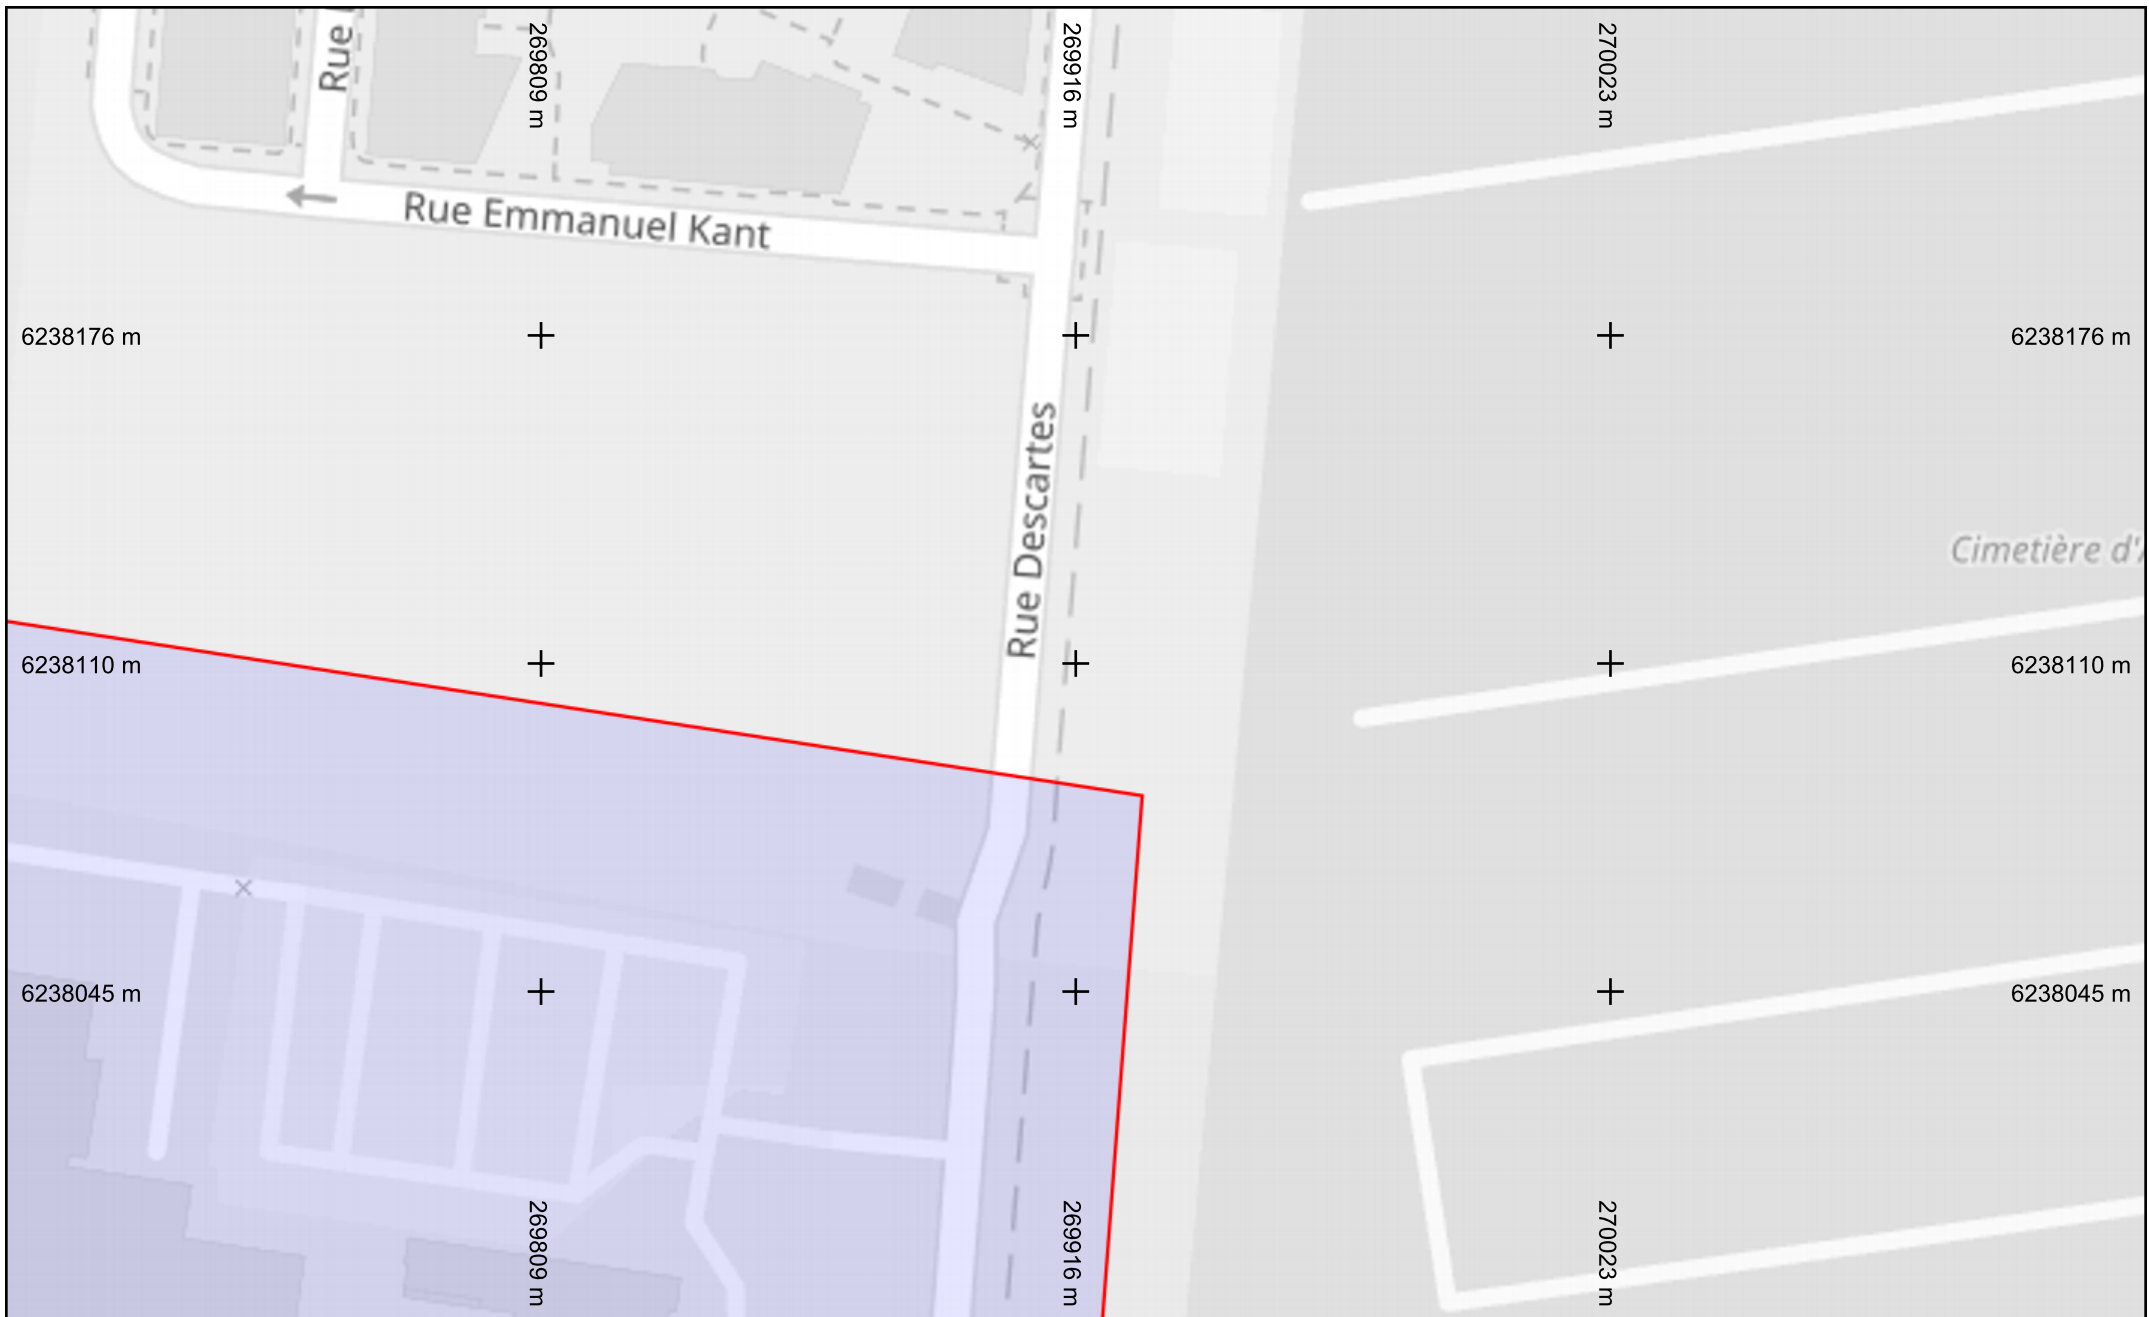 Rue
269809 m
269916 m
270023 m
Rue Emmanuel Kant
6238176 m
6238176 m
Rue Descartes
Cimetière d'A
6238110 m
6238110 m
6238045 m
6238045 m
269809 m
269916 m
270023 m